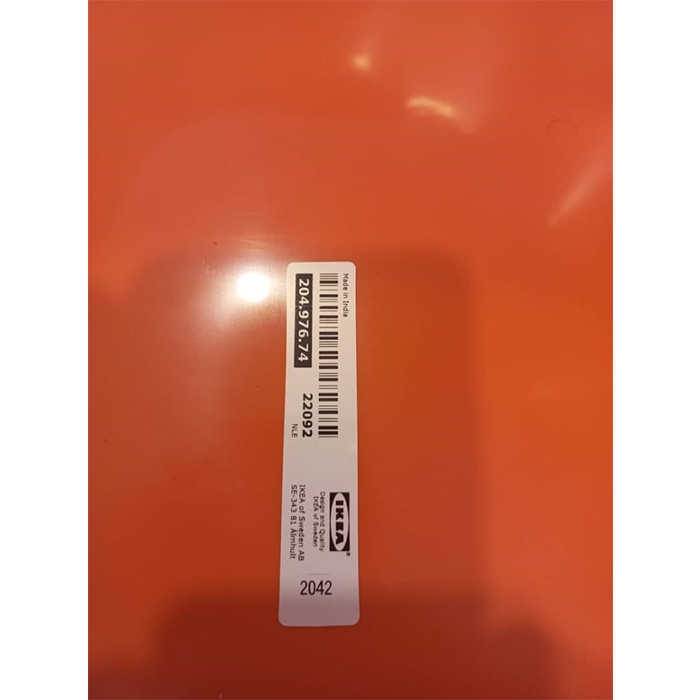 Made in India
204.976.74
22092
NLE
IKEA®
Design and Quality
IKEA of Sweden
IKEA of Sweden AB
SE-343 81 Älmhult
2042